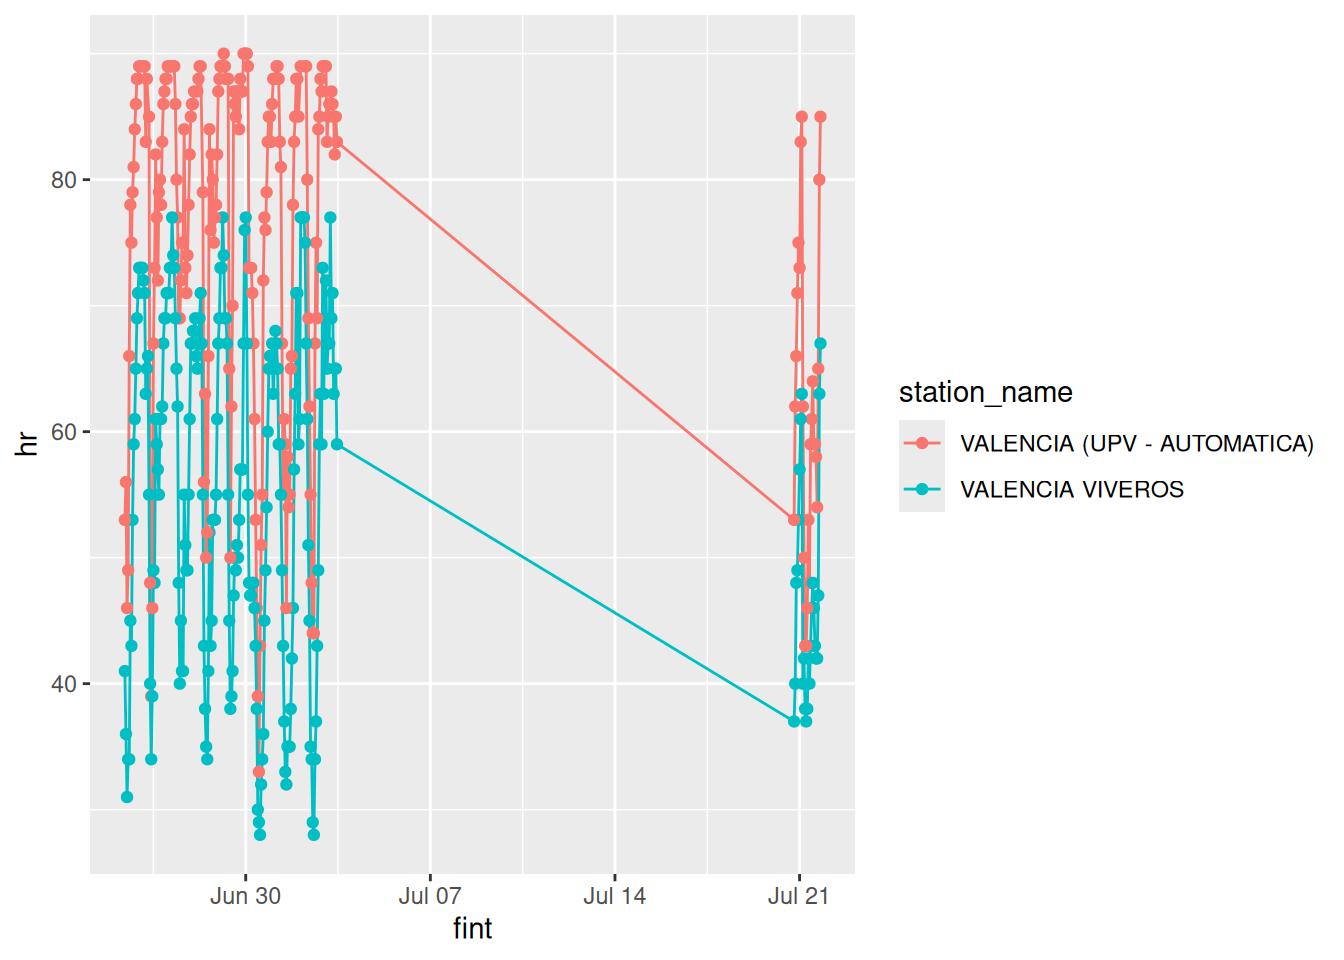 80
60
40
hr
Jun 30
Jul 07
Jul 14
Jul 21
fint
station_name
VALENCIA (UPV - AUTOMATICA)
VALENCIA VIVEROS